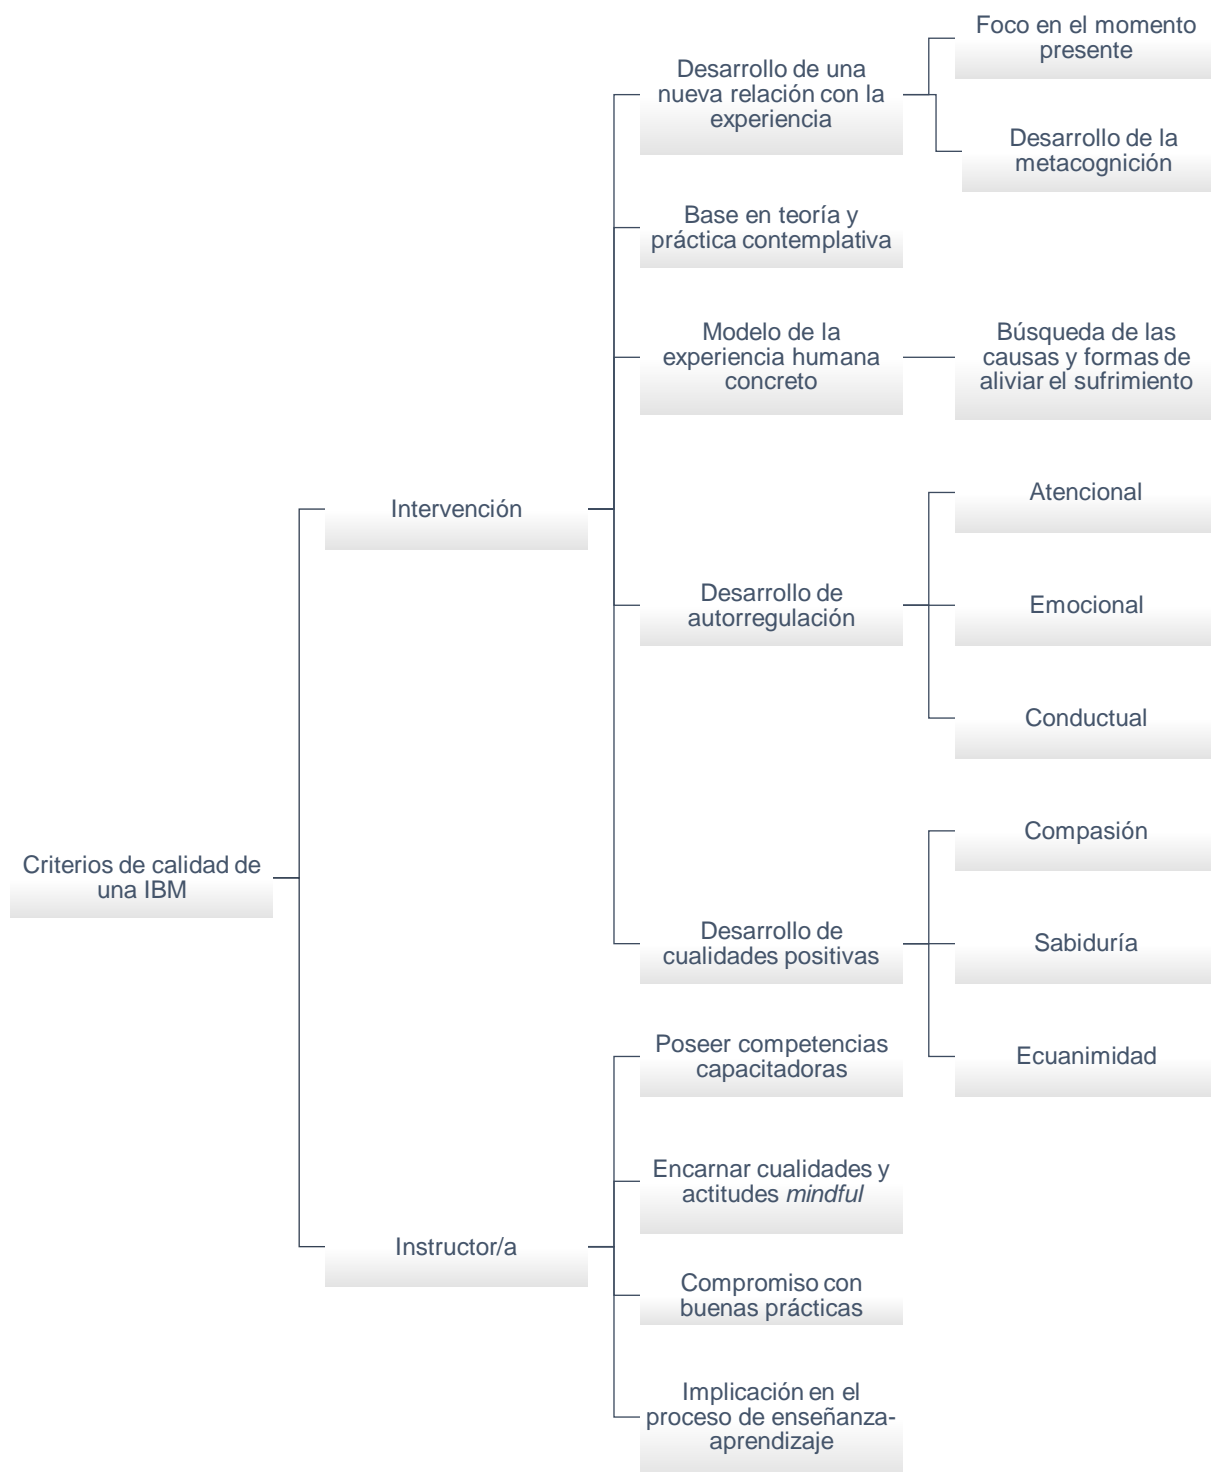 Foco en el momento
presente
Desarrollo de una
nueva relación con la
experiencia
Desarrollo de la
metacognición
Base en teoría y
práctica contemplativa
Modelo de la
experiencia humana
concreto
Búsqueda de las
causas y formas de
aliviar el sufrimiento
Atencional
Intervención
Desarrollo de
autorregulación
Emocional
Conductual
Compasión
Criterios de calidad de
una IBM
Desarrollo de
cualidades positivas
Sabiduría
Poseer competencias
capacitadoras
Ecuanimidad
Encarnar cualidades y
actitudes mindful
Instructor/a
Compromiso con
buenas prácticas
Implicación en el
proceso de enseñanza-
aprendizaje